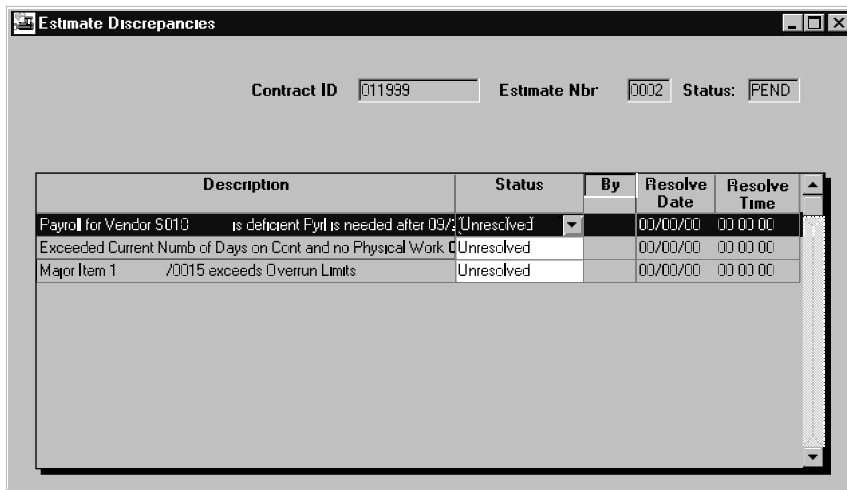 Estimate Discrepancies
Contract ID 011999 Estimate Nbr 0002 Status: PEND
Description Status By Resolve Date Resolve Time
Payroll for Vendor S010 is deficient Pyrl is needed after 09/ Unresolved 00/00/00 00 00 00
Exceeded Current Numb of Days on Cont and no Physical Work Unresolved 00/00/00 00 00 00
Major Item 1 /0015 exceeds Overrun Limits Unresolved 00/00/00 00 00 00